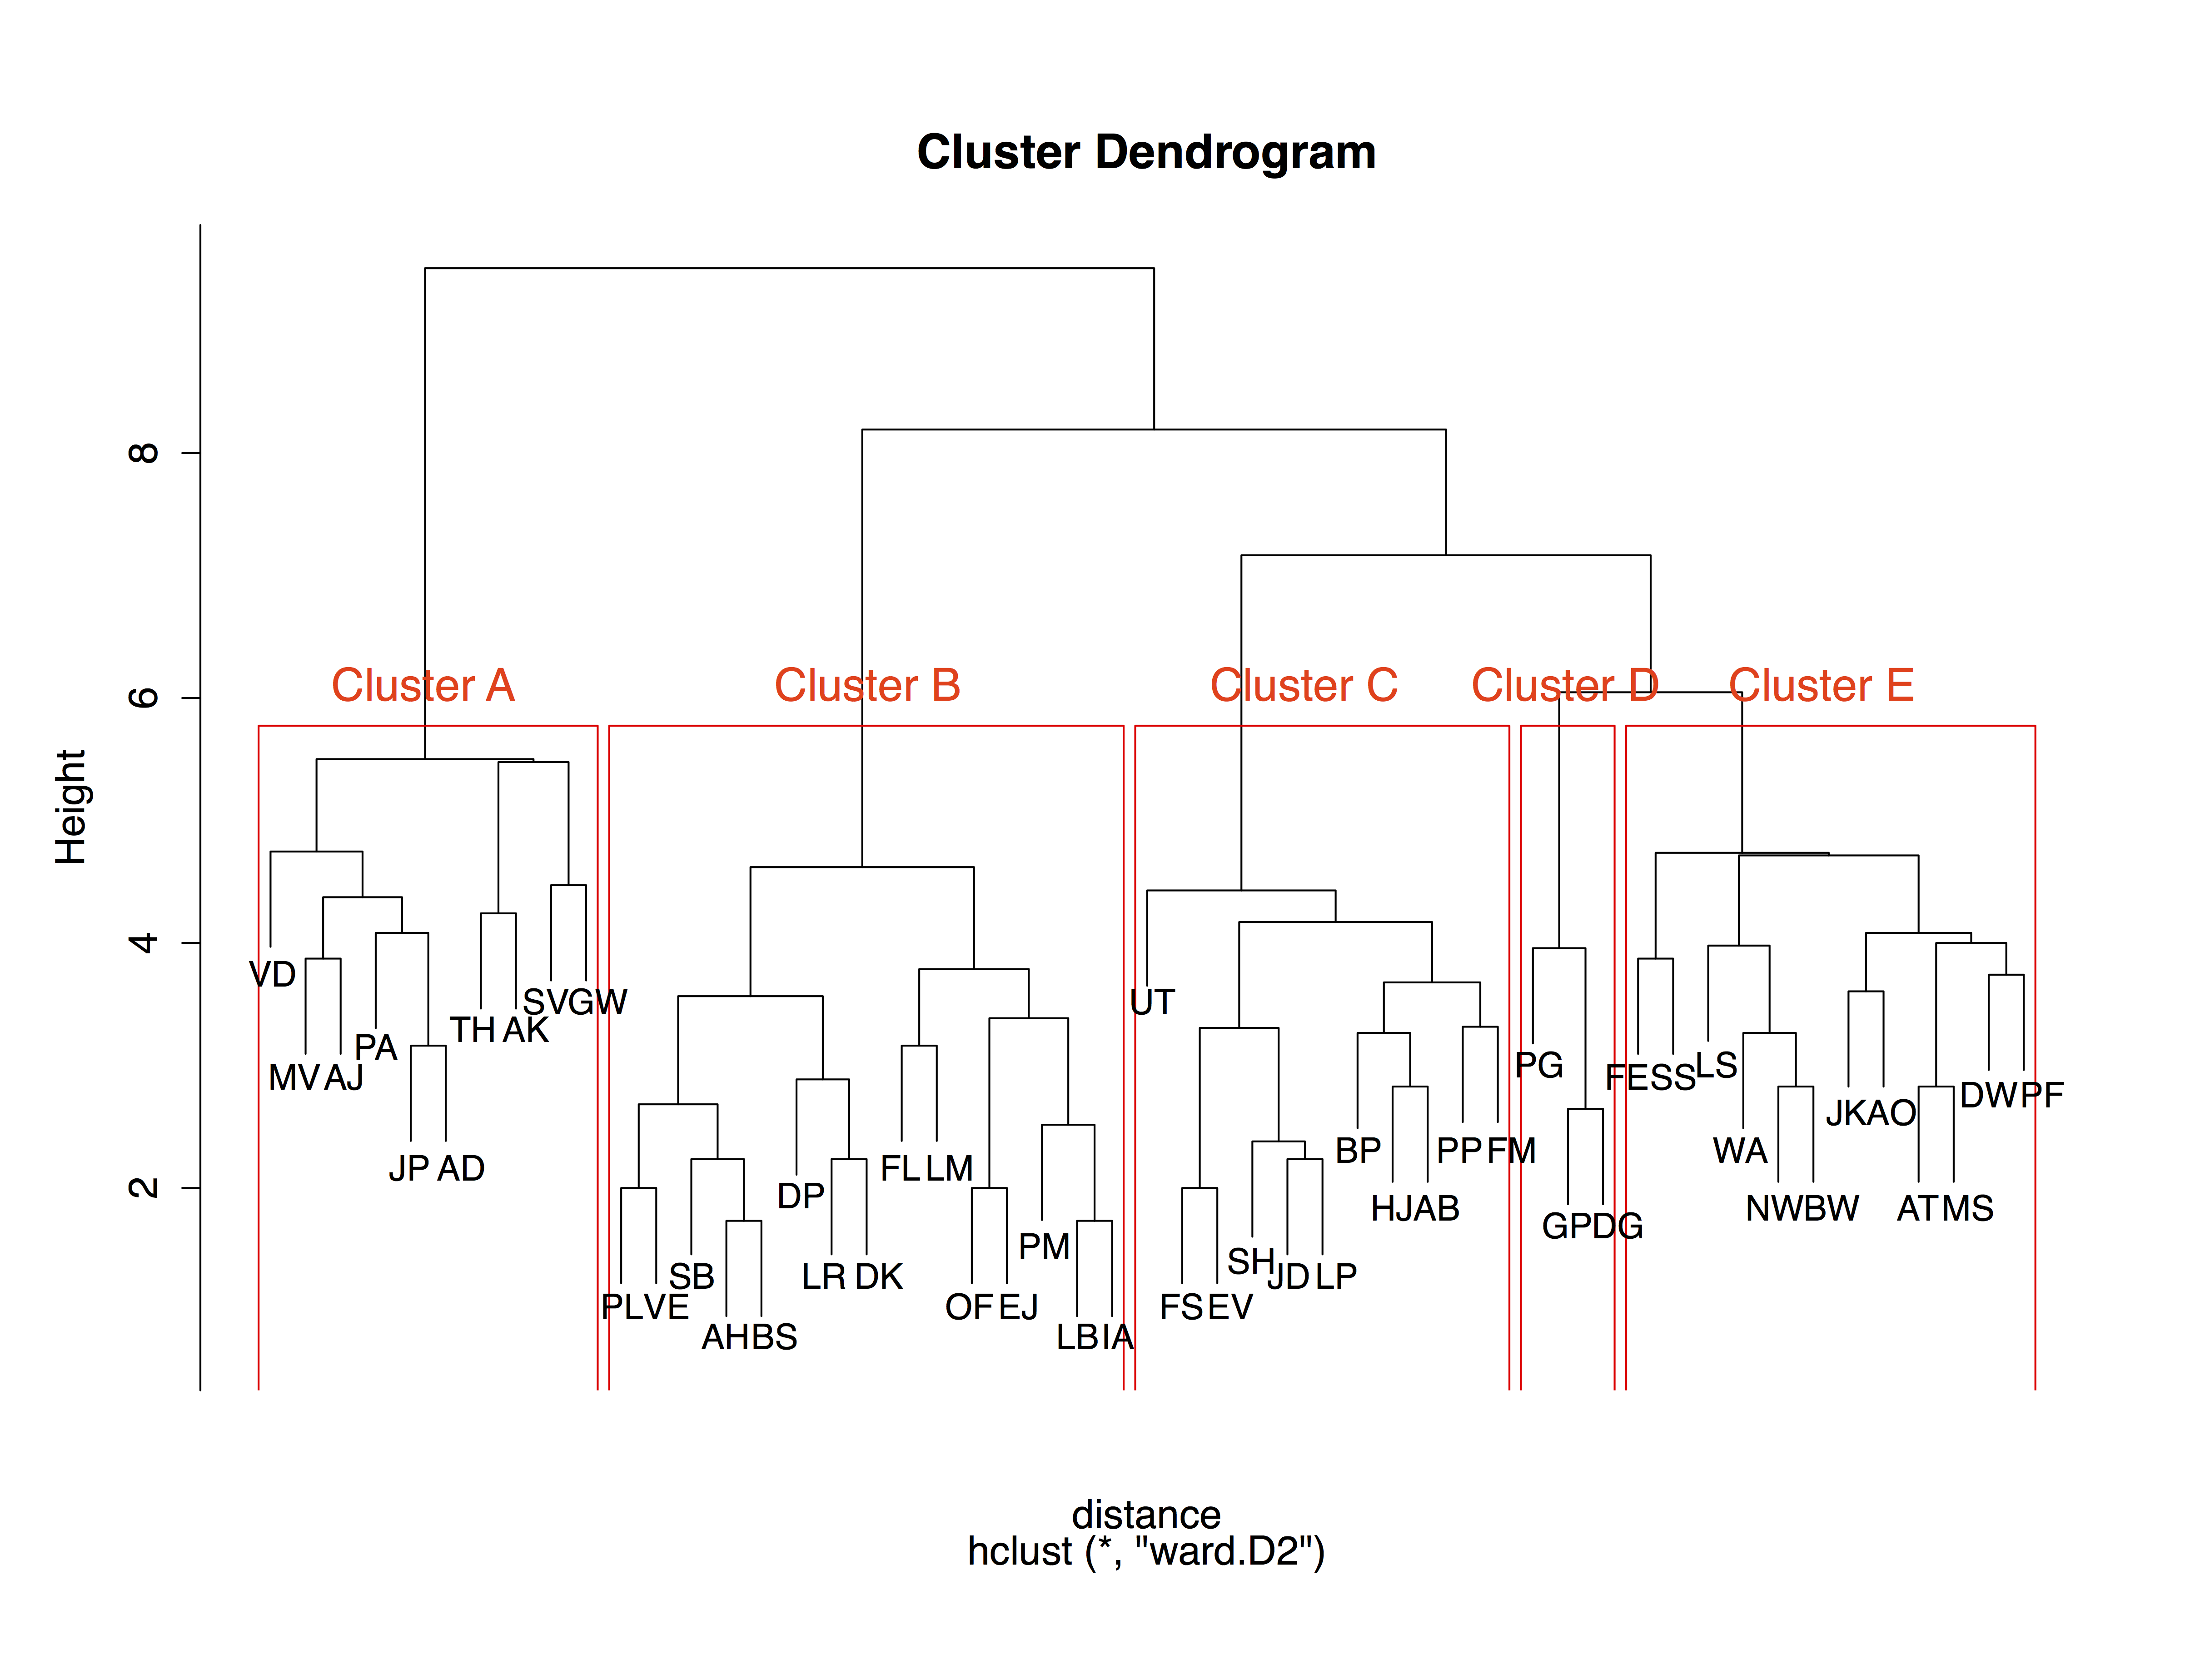 Cluster Dendrogram
Height
8
6
4
2
Cluster A Cluster B Cluster C Cluster D Cluster E
VD
MV AJ
PA
JP AD
TH AK
SV GW
PL VE
SB
AH BS
DP
LR DK
FL LM
OF EJ
PM
LB IA
UT
FS EV
SH
JD LP
BP
HJ AB
PP FM
PG
GP DG
FE SS
LS
WA
NW BW
JK AO
AT MS
DW PF
distance
hclust (*, "ward.D2")